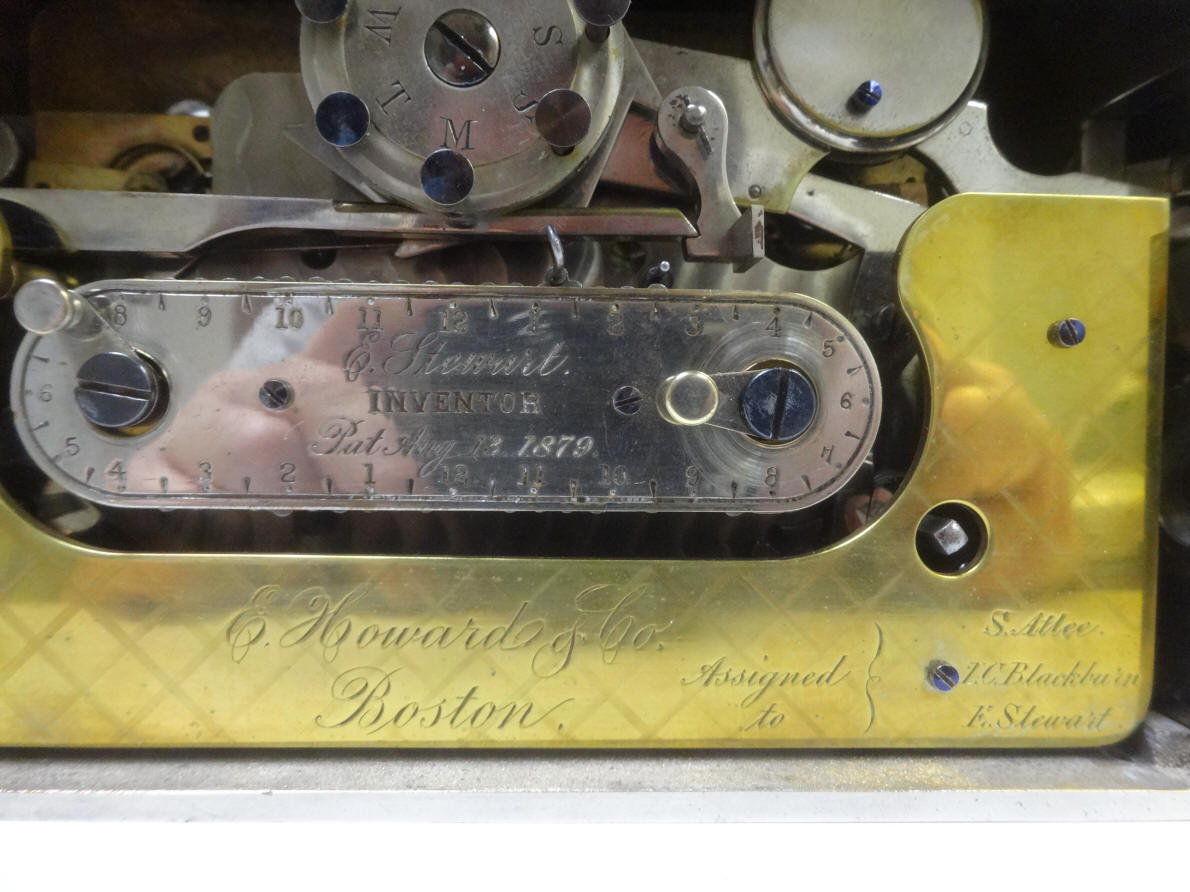 W
S
T
S
M
8 9 10 11 12 1 2 3 4 5
E. Stewart.
6 INVENTOR 6
Pat Aug. 13. 1879.
5 4 3 2 1 12 11 10 9 8 7
E. Howard & Co.
Boston.
Assigned
to
S. Atlee.
I.C. Blackburn
E. Stewart.